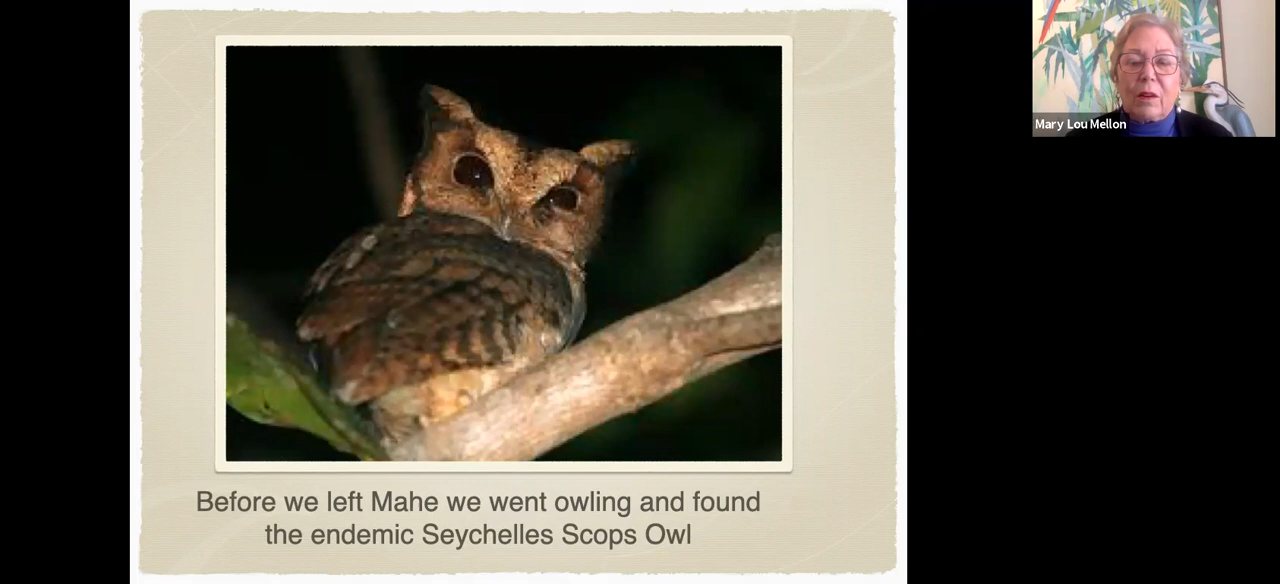 Mary Lou Mellon
Before we left Mahe we went owling and found
the endemic Seychelles Scops Owl